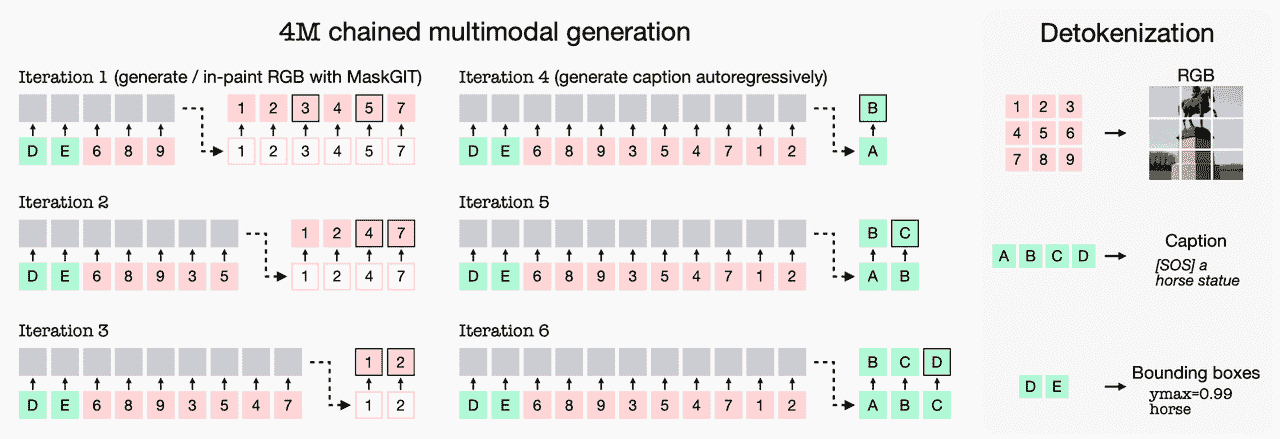 4M chained multimodal generation
Iteration 1 (generate / in-paint RGB with MaskGIT)
1 2 3 4 5 7
D E 6 8 9 1 2 3 4 5 7
Iteration 2
1 2 4 7
D E 6 8 9 3 5 1 2 4 7
Iteration 3
1 2
D E 6 8 9 3 5 4 7 1 2
Iteration 4 (generate caption autoregressively)
B
D E 6 8 9 3 5 4 7 1 2 A
Iteration 5
B C
D E 6 8 9 3 5 4 7 1 2 A B
Iteration 6
B C D
D E 6 8 9 3 5 4 7 1 2 A B C
Detokenization
RGB
1 2 3
4 5 6
7 8 9
A B C D
Caption
[SOS] a
horse statue
D E
Bounding boxes
ymax=0.99
horse